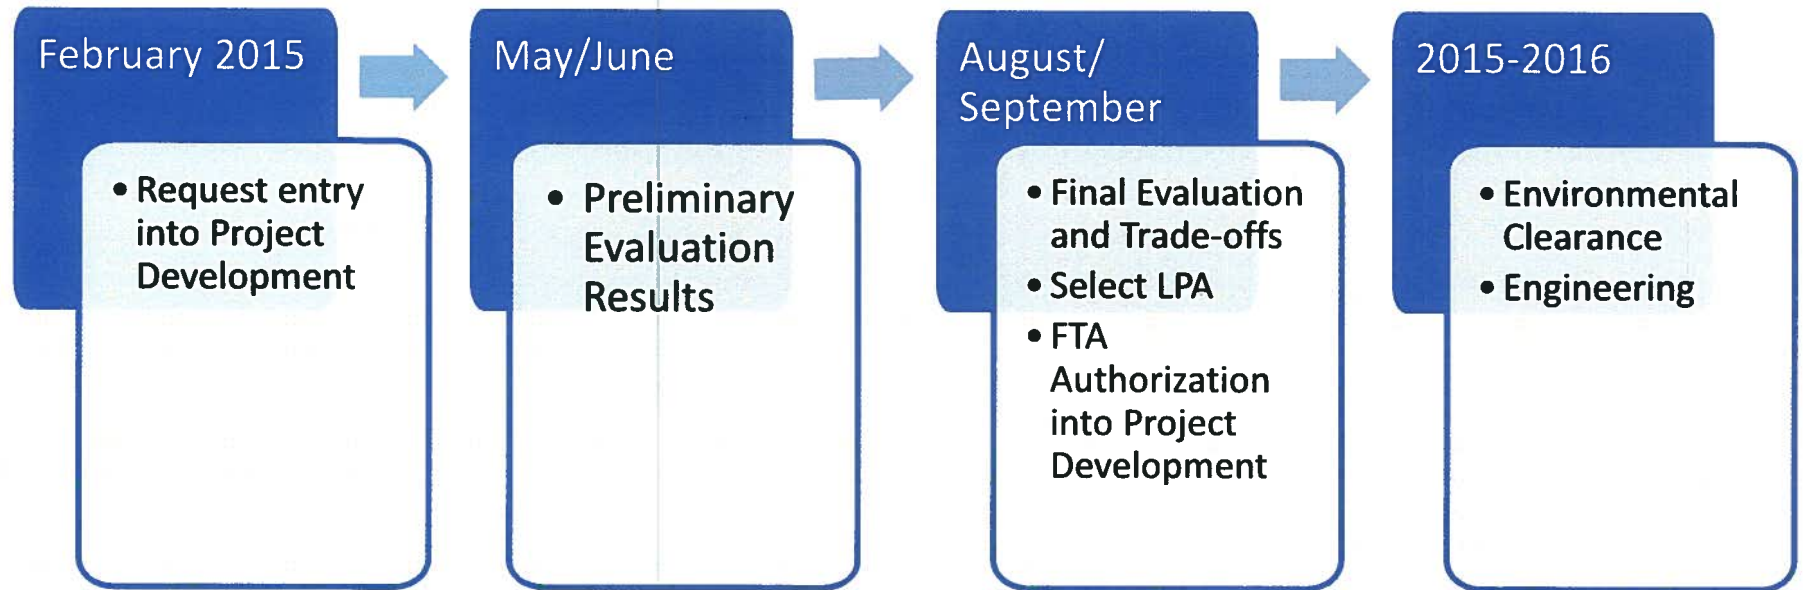 February 2015
• Request entry
into Project
Development
May/June
• Preliminary
Evaluation
Results
August/
September
• Final Evaluation
and Trade-offs
• Select LPA
• FTA
Authorization
into Project
Development
2015-2016
• Environmental
Clearance
• Engineering